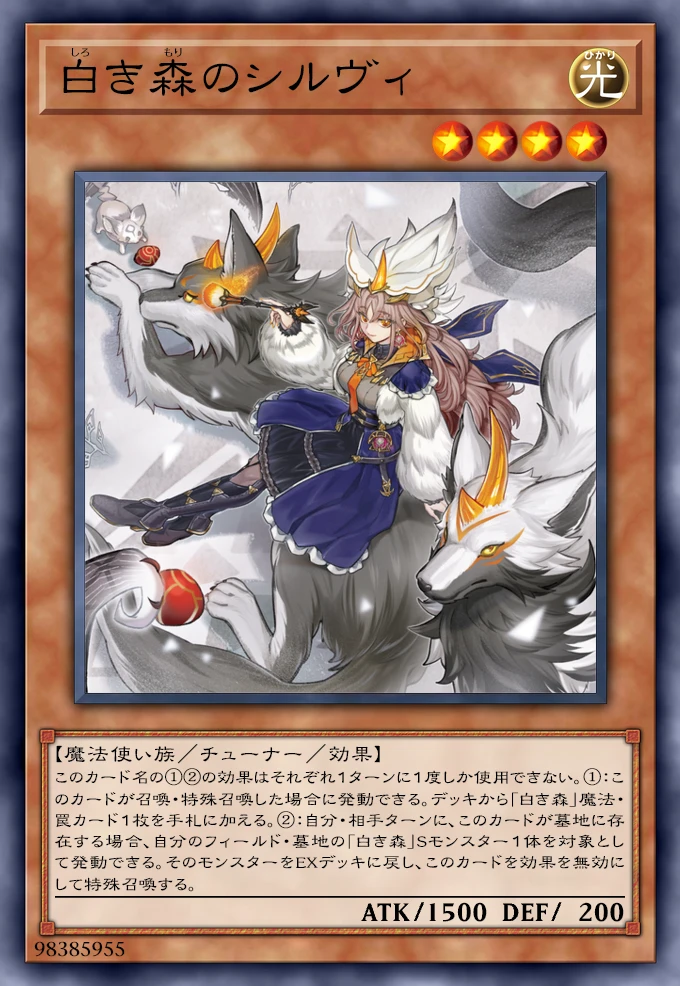 しろ もり
白き森のシルヴィ
ひかり
光
【魔法使い族／チューナー／効果】
このカード名の①②の効果はそれぞれ1ターンに1度しか使用できない。①：こ
のカードが召喚・特殊召喚した場合に発動できる。デッキから「白き森」魔法・
罠カード1枚を手札に加える。②：自分・相手ターンに、このカードが墓地に存
在する場合、自分のフィールド・墓地の「白き森」Sモンスター1体を対象とし
て発動できる。そのモンスターをEXデッキに戻し、このカードを効果を無効に
して特殊召喚する。
ATK/1500 DEF/ 200
98385955